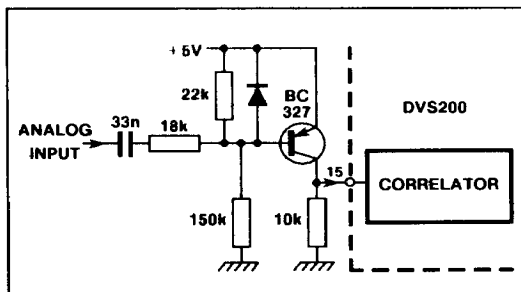 + 5V
22k
BC
327
DVS200
33n
18k
ANALOG
INPUT
15
CORRELATOR
150k
10k